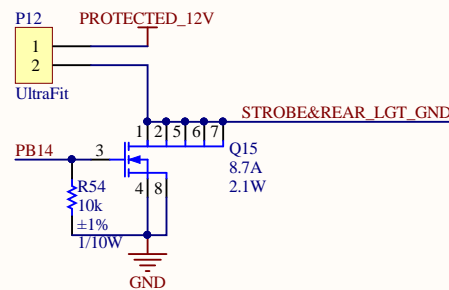 P12
PROTECTED_12V
1
2
UltraFit
STROBE&REAR_LGT_GND
1 2 5 6 7
Q15
8.7A
2.1W
PB14
3
R54
10k
±1%
1/10W
4 8
GND